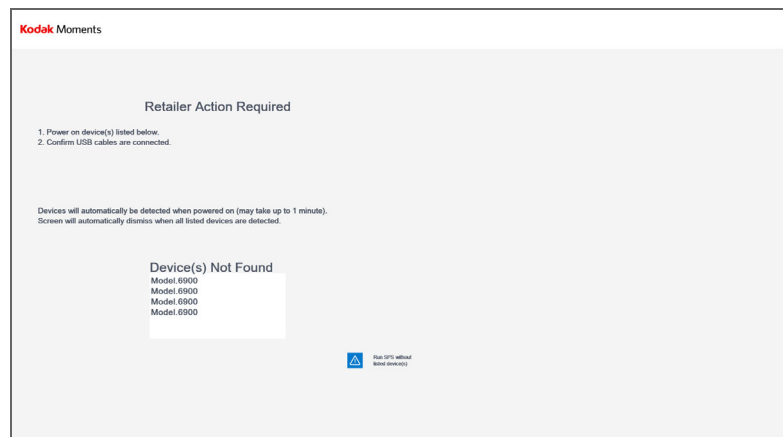 Kodak Moments
Retailer Action Required
1. Power on device(s) listed below.
2. Confirm USB cables are connected.
Devices will automatically be detected when powered on (may take up to 1 minute).
Screen will automatically dismiss when all listed devices are detected.
Device(s) Not Found
Model.6900
Model.6900
Model.6900
Model.6900
Run SPS without
listed device(s)